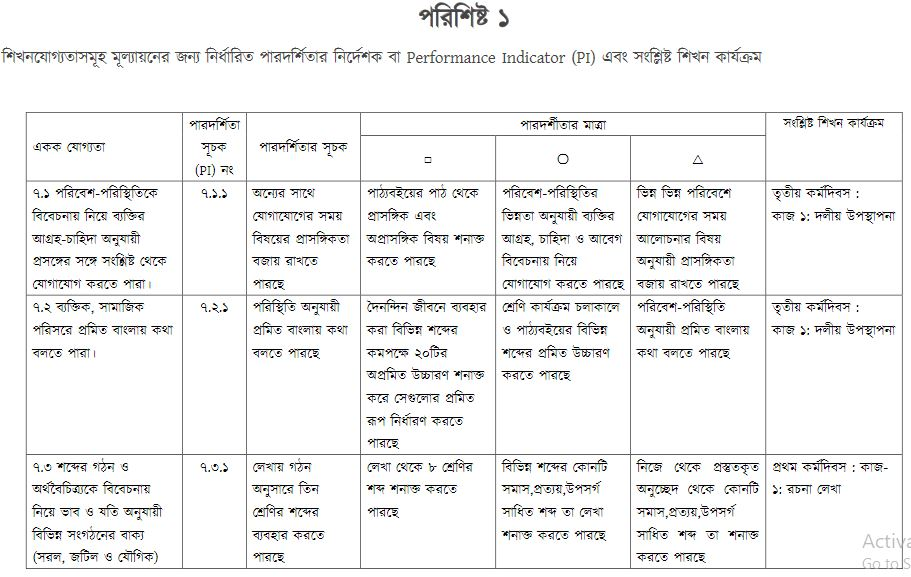 পরিশিষ্ট ১
শিখনযোগ্যতাসমূহ মূল্যায়নের জন্য নির্ধারিত পারদর্শিতার নির্দেশক বা Performance Indicator (PI) এবং সংশ্লিষ্ট শিখন কার্যক্রম
একক যোগ্যতা
পারদর্শিতা
সূচক
(PI) নং
পারদর্শিতার সূচক
পারদর্শীতার মাত্রা
□
○
△
সংশ্লিষ্ট শিখন কার্যক্রম
৭.১ পরিবেশ-পরিস্থিতিকে
বিবেচনায় নিয়ে ব্যক্তির
আগ্রহ-চাহিদা অনুযায়ী
প্রসঙ্গের সঙ্গে সংশ্লিষ্ট থেকে
যোগাযোগ করতে পারা।
৭.১.১
অন্যের সাথে
যোগাযোগের সময়
বিষয়ের প্রাসঙ্গিকতা
বজায় রাখতে
পারছে
পাঠ্যবইয়ের পাঠ থেকে
প্রাসঙ্গিক এবং
অপ্রাসঙ্গিক বিষয় শনাক্ত
করতে পারছে
পরিবেশ-পরিস্থিতির
ভিন্নতা অনুযায়ী ব্যক্তির
আগ্রহ, চাহিদা ও আবেগ
বিবেচনায় নিয়ে
যোগাযোগ করতে পারছে
ভিন্ন ভিন্ন পরিবেশে
যোগাযোগের সময়
আলোচনার বিষয়
অনুযায়ী প্রাসঙ্গিকতা
বজায় রাখতে পারছে
তৃতীয় কর্মদিবস :
কাজ ১: দলীয় উপস্থাপনা
৭.২ ব্যক্তিক, সামাজিক
পরিসরে প্রমিত বাংলায় কথা
বলতে পারা।
৭.২.১
পরিস্থিতি অনুযায়ী
প্রমিত বাংলায় কথা
বলতে পারছে
দৈনন্দিন জীবনে ব্যবহার
করা বিভিন্ন শব্দের
কমপক্ষে ২০টির
অপ্রমিত উচ্চারণ শনাক্ত
করে সেগুলোর প্রমিত
রূপ নির্ধারণ করতে
পারছে
শ্রেণি কার্যক্রম চলাকালে
ও পাঠ্যবইয়ের বিভিন্ন
শব্দের প্রমিত উচ্চারণ
করতে পারছে
পরিবেশ-পরিস্থিতি
অনুযায়ী প্রমিত বাংলায়
কথা বলতে পারছে
তৃতীয় কর্মদিবস :
কাজ ১: দলীয় উপস্থাপনা
৭.৩ শব্দের গঠন ও
অর্থবৈচিত্র্যকে বিবেচনায়
নিয়ে ভাব ও যতি অনুযায়ী
বিভিন্ন সংগঠনের বাক্য
(সরল, জটিল ও যৌগিক)
৭.৩.১
লেখায় গঠন
অনুসারে তিন
শ্রেণির শব্দের
ব্যবহার করতে
পারছে
লেখা থেকে ৮ শ্রেণির
শব্দ শনাক্ত করতে
পারছে
বিভিন্ন শব্দের কোনটি
সমাস,প্রত্যয়,উপসর্গ
সাধিত শব্দ তা লেখা
শনাক্ত করতে পারছে
নিজে থেকে প্রস্তুতকৃত
অনুচ্ছেদ থেকে কোনটি
সমাস,প্রত্যয়,উপসর্গ
সাধিত শব্দ তা শনাক্ত
করতে পারছে
প্রথম কর্মদিবস : কাজ-
১: রচনা লেখা
Activa
Go to S